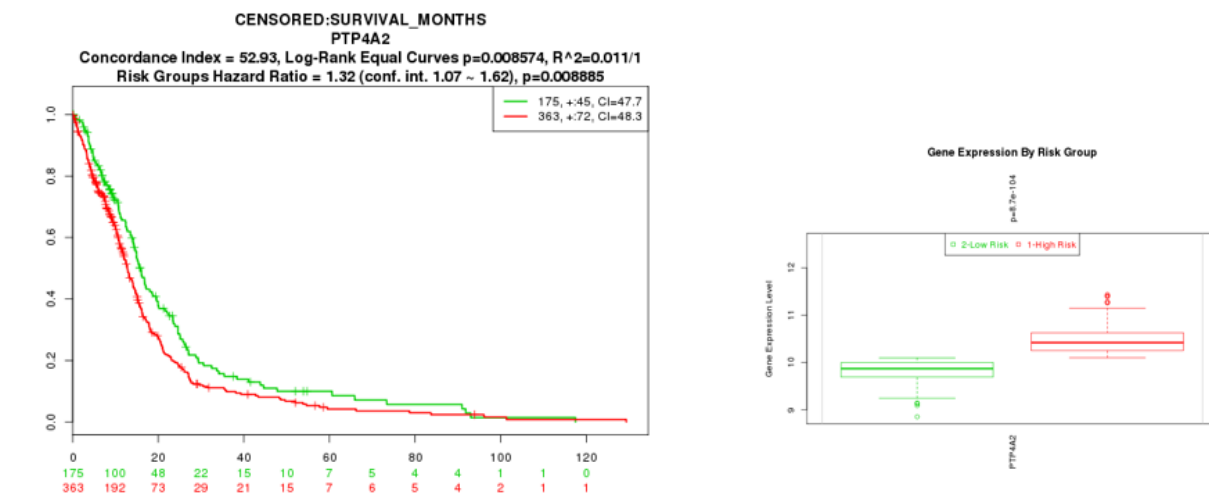 CENSORED:SURVIVAL_MONTHS
PTP4A2
Concordance Index = 52.93, Log-Rank Equal Curves p=0.008574, R^2=0.011/1
Risk Groups Hazard Ratio = 1.32 (conf. int. 1.07 ~ 1.62), p=0.008885
175, +:45, CI=47.7
363, +:72, CI=48.3
1.0
0.8
0.6
0.4
0.2
0.0
0 20 40 60 80 100 120
175 100 48 22 15 10 7 5 4 4 1 1 0
363 192 73 29 21 15 7 6 5 4 2 1 1
Gene Expression By Risk Group
p=8.7e-104
2-Low Risk 1-High Risk
Gene Expression Level
12
11
10
9
PTP4A2